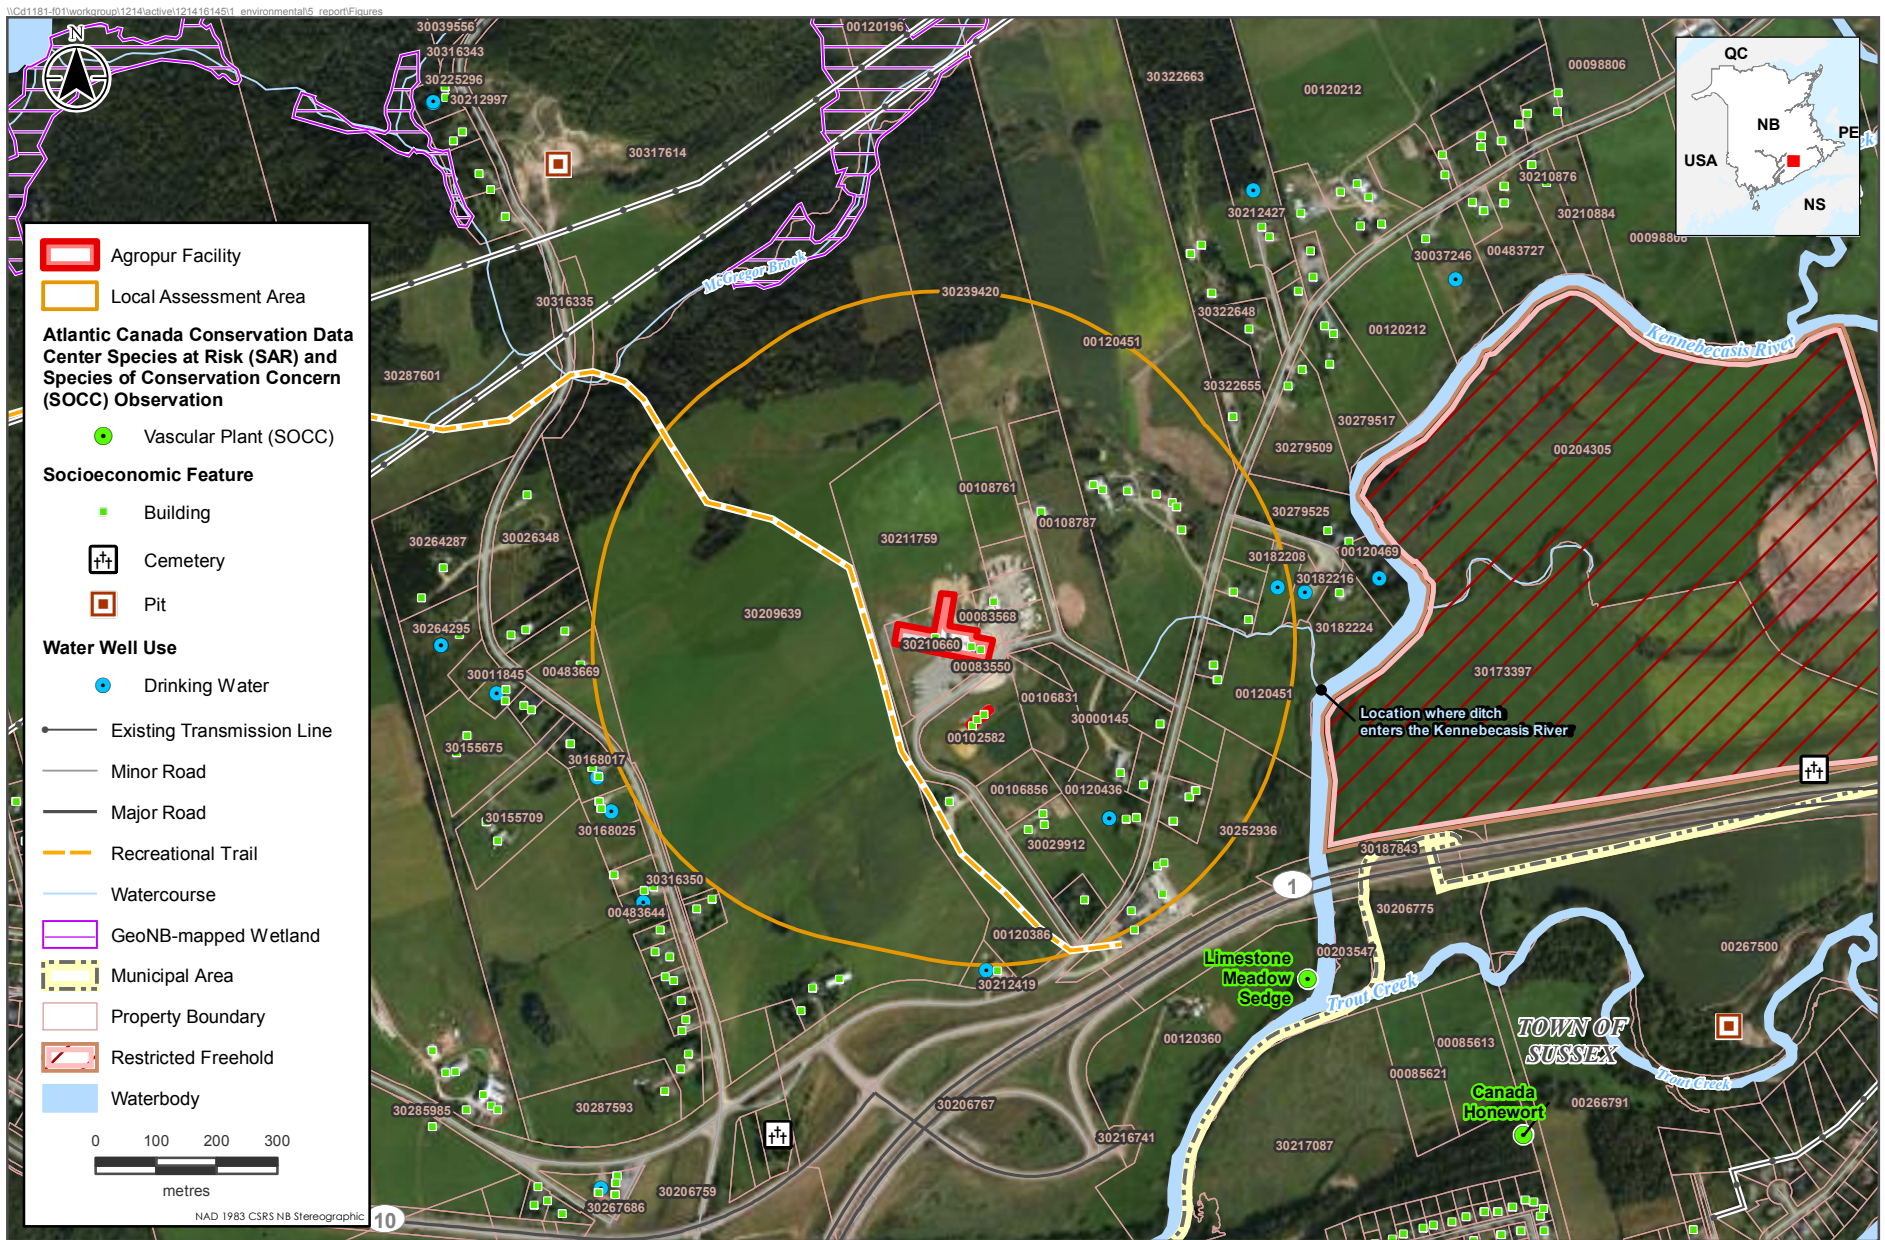 \\Cd1181-f01\workgroup\1214\active\121416145\1_environmental\5_report\Figures
N
Agropur Facility
Local Assessment Area
Atlantic Canada Conservation Data
Center Species at Risk (SAR) and
Species of Conservation Concern
(SOCC) Observation
Vascular Plant (SOCC)
Socioeconomic Feature
Building
Cemetery
Pit
Water Well Use
Drinking Water
Existing Transmission Line
Minor Road
Major Road
Recreational Trail
Watercourse
GeoNB-mapped Wetland
Municipal Area
Property Boundary
Restricted Freehold
Waterbody
0 100 200 300
metres
NAD 1983 CSRS NB Stereographic
QC
NB
PE
USA
NS
30039556
30316343
30225296
30212997
00120196
30317614
30322663
00120212
00098806
30210876
30210884
30212427
30037246
00483727
00098806
McGregor Brook
30316335
30239420
30322648
00120212
Kennebecasis River
00120451
30287601
30322655
30279517
30279509
00204305
00108761
00108787
30279525
30264287
30026348
30211759
30182208
00120469
30182216
30209639
00083568
30264295
30210660
30182224
00083550
30011845
00483669
00106831
00120451
30173397
30000145
Location where ditch
enters the Kennebecasis River
00102582
30155675
30168017
00106856
00120436
30155709
30168025
30252936
30029912
30187843
30316350
1
00483644
30206775
00120386
00203547
00267500
Limestone
Meadow
Sedge
30212419
Trout Creek
TOWN OF
SUSSEX
00120360
00085613
00085621
Trout Creek
Canada
Honewort
00266791
30285985
30287593
30206767
30216741
30217087
30206759
30267686
10